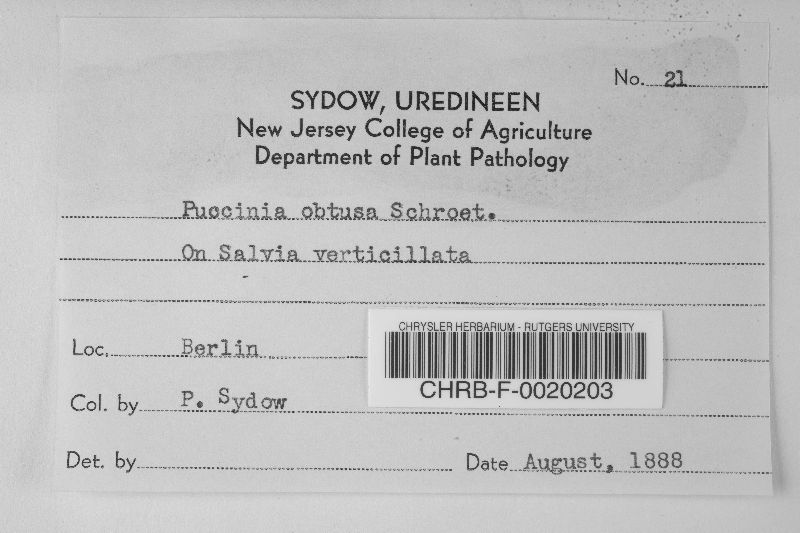 No. 21
SYDOW, UREDINEEN
New Jersey College of Agriculture
Department of Plant Pathology
Puccinia obtusa Schroet.
On Salvia verticillata
CHRYSLER HERBARIUM - RUTGERS UNIVERSITY
Loc. Berlin
CHRB-F-0020203
Col. by P. Sydow
Det. by
Date August, 1888